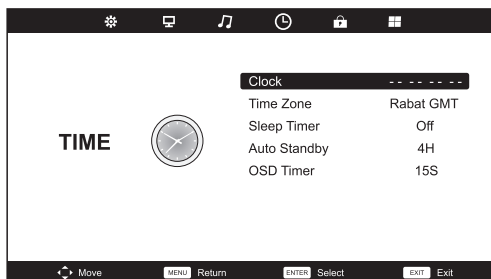 Clock - - - - - - - -
Time Zone Rabat GMT
Sleep Timer Off
TIME
Auto Standby 4H
OSD Timer 15S
Move MENU Return ENTER Select EXIT Exit